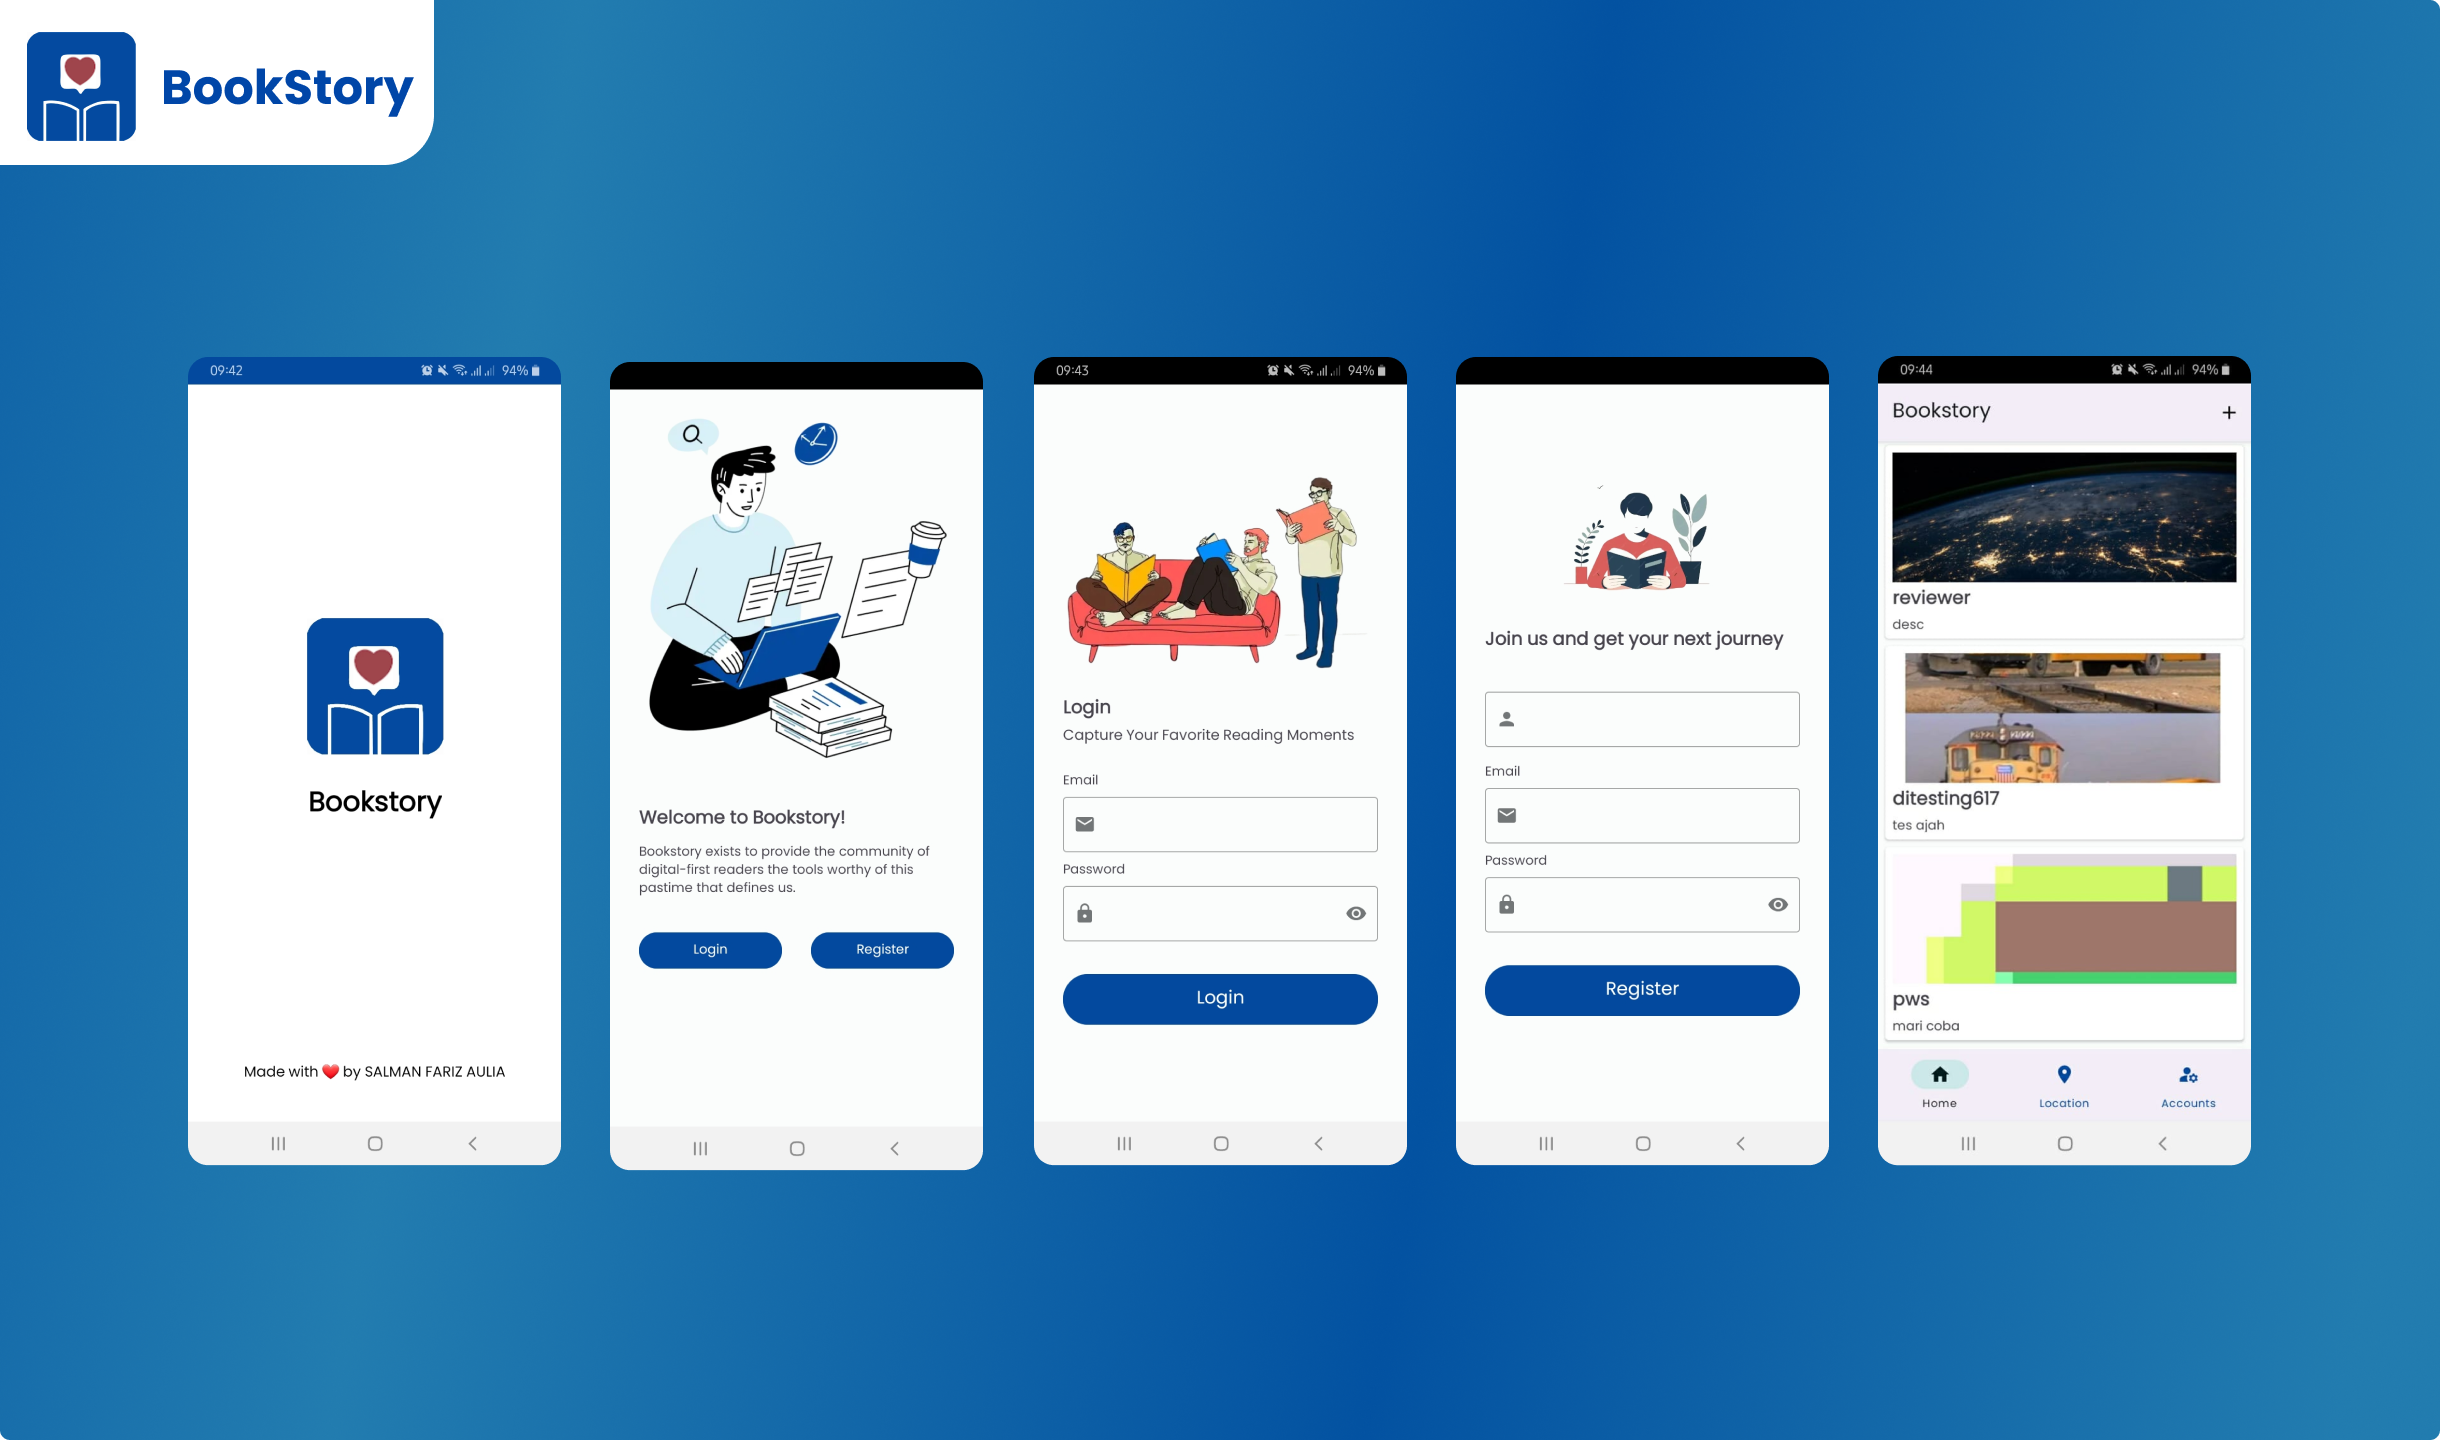 BookStory
09:42
94%
Bookstory
Made with ❤️ by SALMAN FARIZ AULIA
Welcome to Bookstory!
Bookstory exists to provide the community of
digital-first readers the tools worthy of this
pastime that defines us.
Login
Register
09:43
94%
Login
Capture Your Favorite Reading Moments
Email
Password
Login
Join us and get your next journey
Email
Password
Register
09:44
94%
Bookstory
+
reviewer
desc
ditesting617
tes ajah
pws
mari coba
Home
Location
Accounts